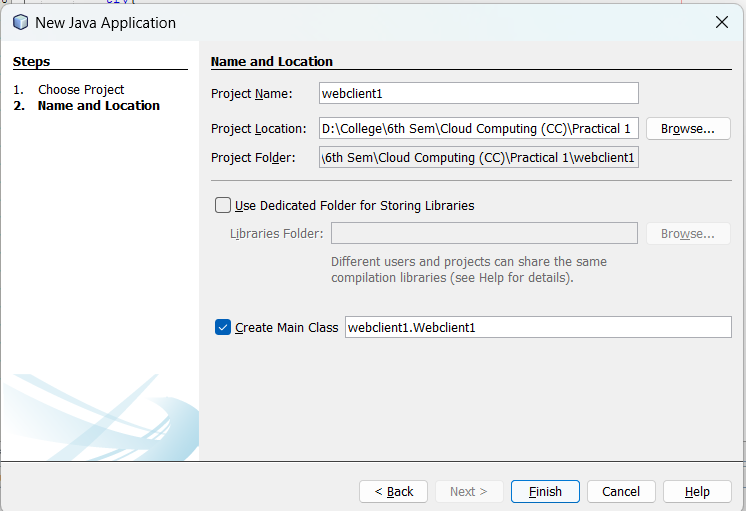 New Java Application
Steps
1. Choose Project
2. Name and Location
Name and Location
Project Name: webclient1
Project Location: D:\College\6th Sem\Cloud Computing (CC)\Practical 1 Browse...
Project Folder: \6th Sem\Cloud Computing (CC)\Practical 1\webclient1
Use Dedicated Folder for Storing Libraries
Libraries Folder: Browse...
Different users and projects can share the same
compilation libraries (see Help for details).
Create Main Class webclient1.Webclient1
< Back Next > Finish Cancel Help